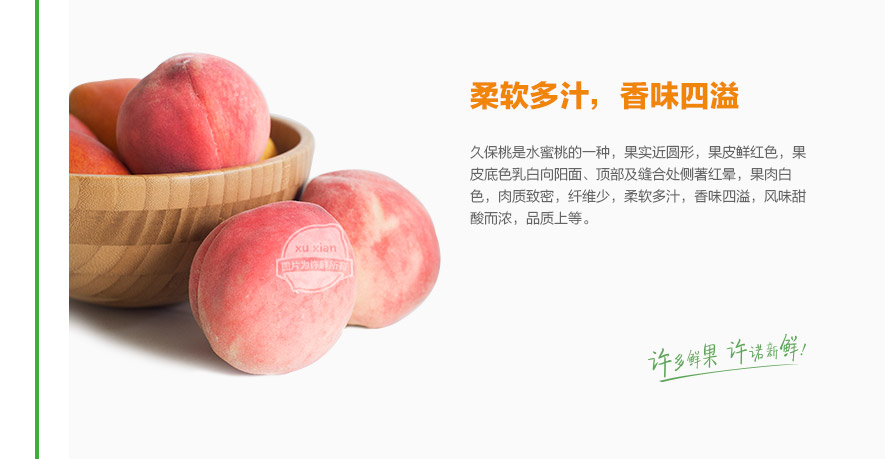 柔软多汁，香味四溢
久保桃是水蜜桃的一种，果实近圆形，果皮鲜红色，果
皮底色乳白向阳面、顶部及缝合处侧著红晕，果肉白
色，肉质致密，纤维少，柔软多汁，香味四溢，风味甜
酸而浓，品质上等。
xu xian
许多鲜果 许诺新鲜!